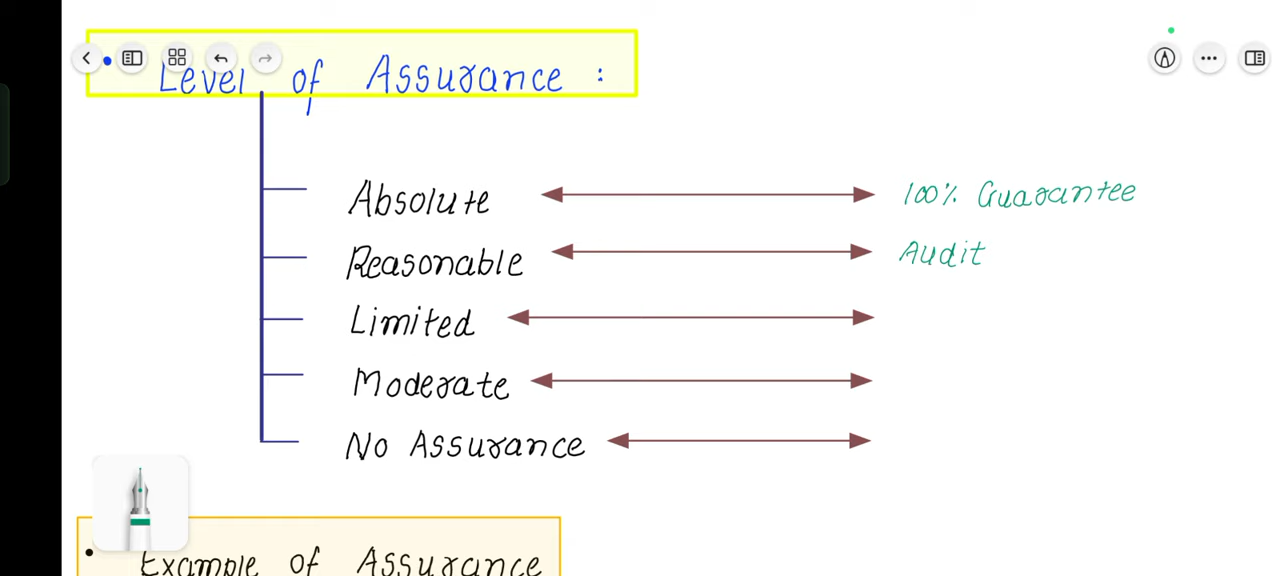 • Level of Assurance :
Absolute 100% Guarantee
Reasonable Audit
Limited
Moderate
No Assurance
• Example of Assurance